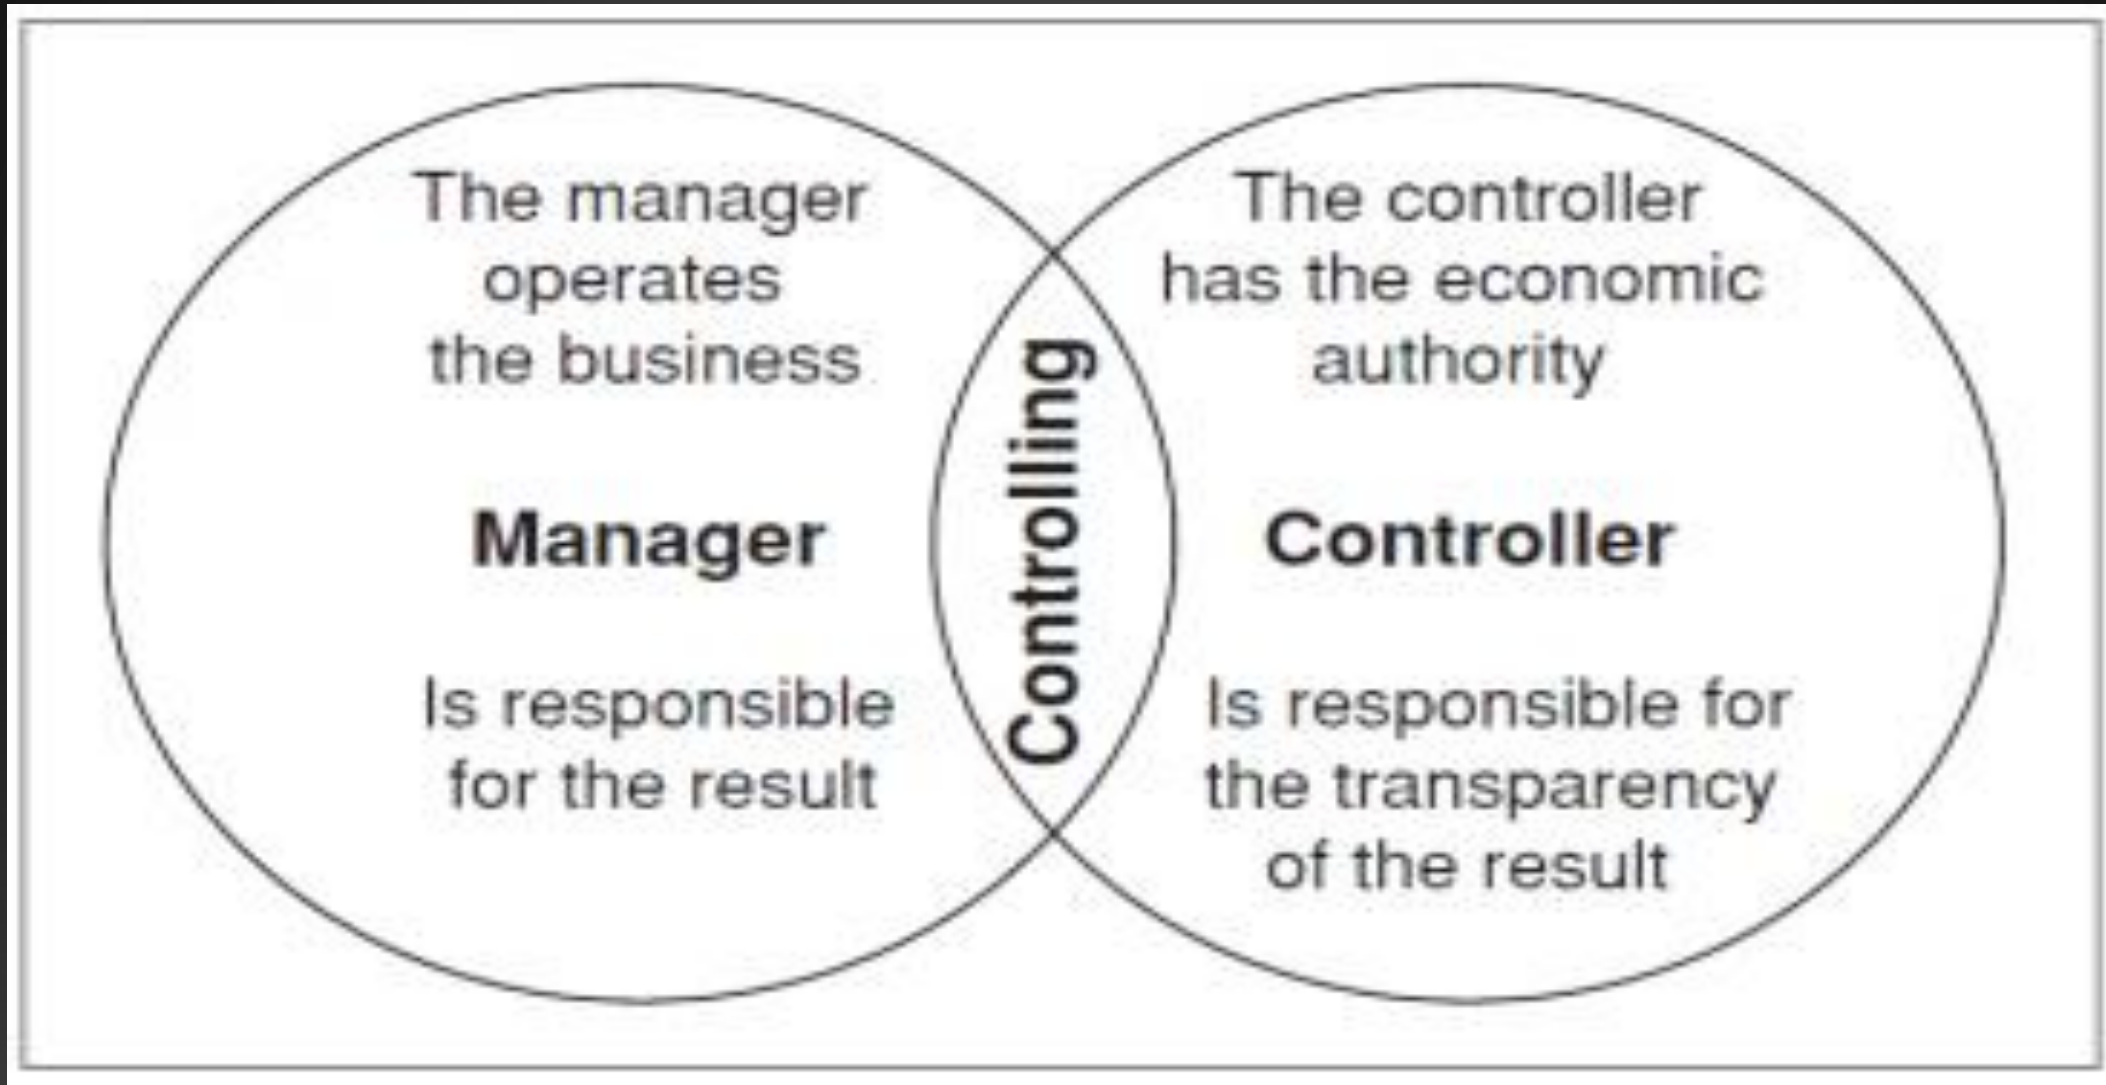 The manager
operates
the business
Manager
Is responsible
for the result
Controlling
The controller
has the economic
authority
Controller
Is responsible for
the transparency
of the result